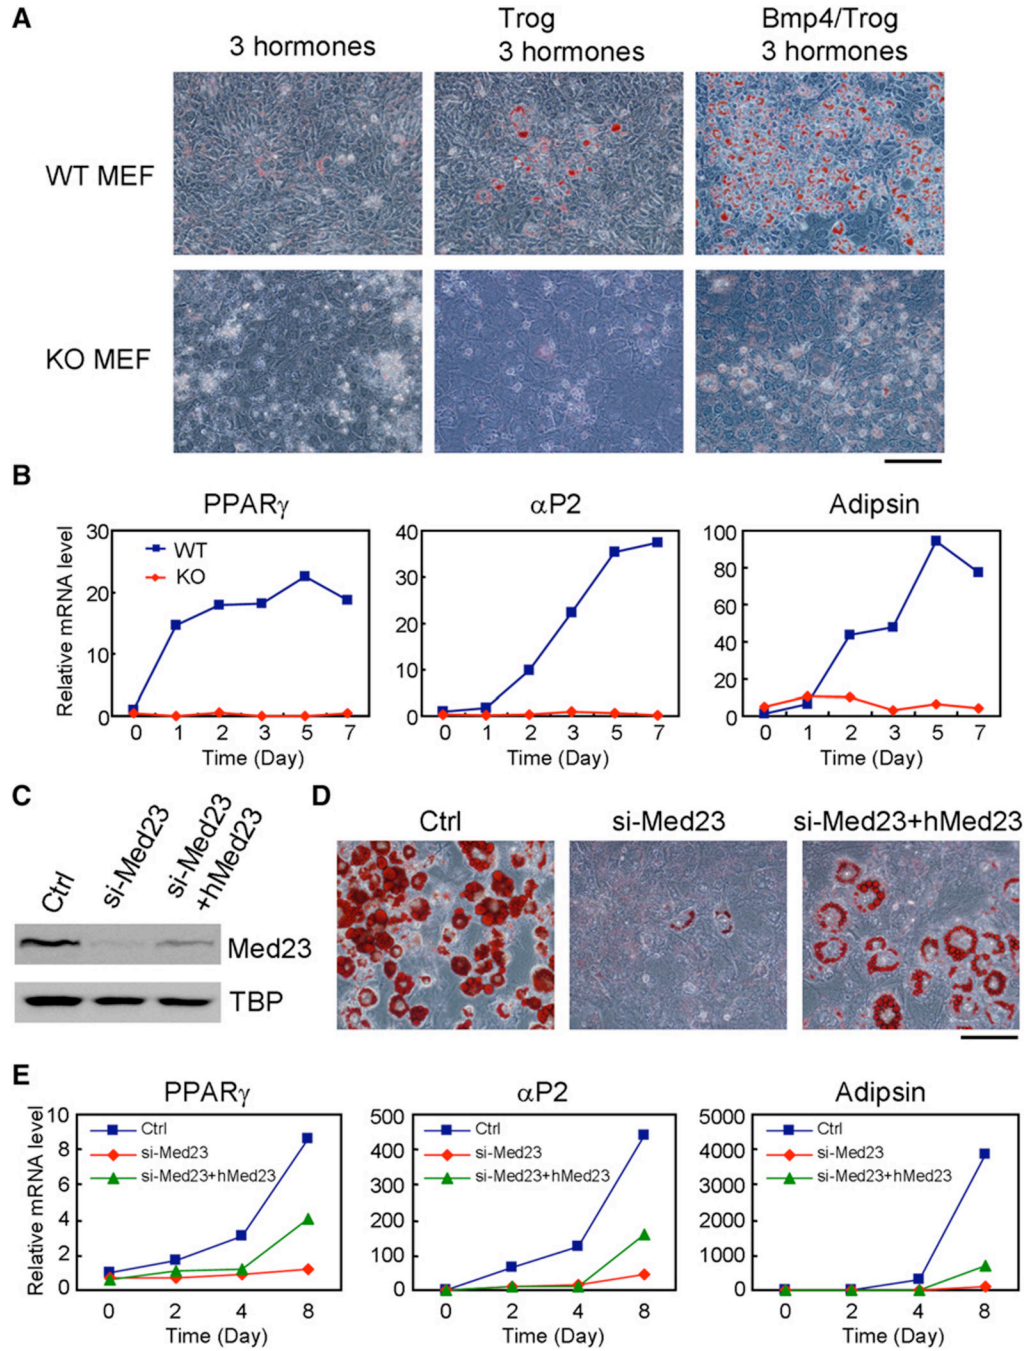 A
3 hormones
Trog
3 hormones
Bmp4/Trog
3 hormones
WT MEF
KO MEF
B
PPARγ
αP2
Adipsin
Relative mRNA level
30
20
10
0
WT
KO
0 1 2 3 5 7
Time (Day)
40
30
20
10
0
0 1 2 3 5 7
Time (Day)
100
80
60
40
20
0
0 1 2 3 5 7
Time (Day)
C
Ctrl
si-Med23
si-Med23
+hMed23
Med23
TBP
D
Ctrl
si-Med23
si-Med23+hMed23
E
PPARγ
αP2
Adipsin
Relative mRNA level
10
8
6
4
2
0
Ctrl
si-Med23
si-Med23+hMed23
0 2 4 8
Time (Day)
500
400
300
200
100
0
Ctrl
si-Med23
si-Med23+hMed23
0 2 4 8
Time (Day)
5000
4000
3000
2000
1000
0
Ctrl
si-Med23
si-Med23+hMed23
0 2 4 8
Time (Day)